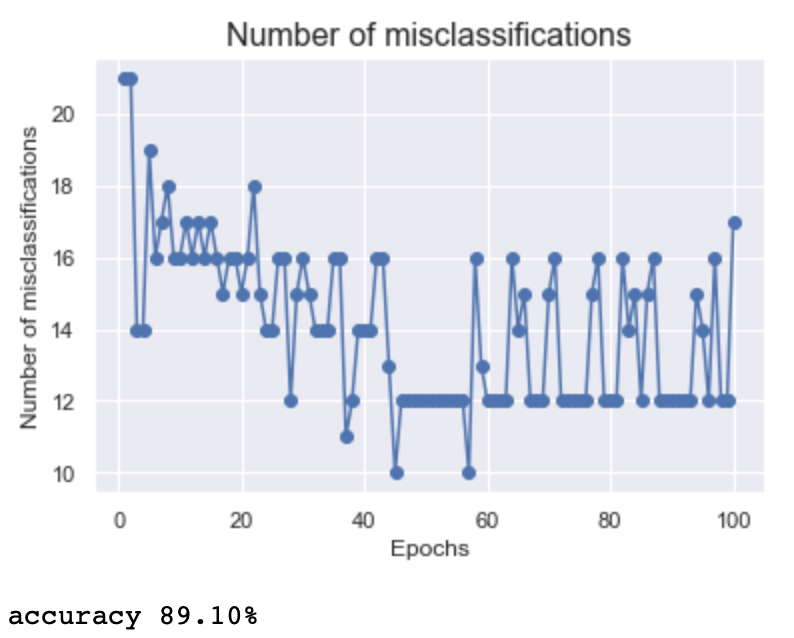 Number of misclassifications
Number of misclassifications
20
18
16
14
12
10
0 20 40 60 80 100
Epochs
accuracy 89.10%